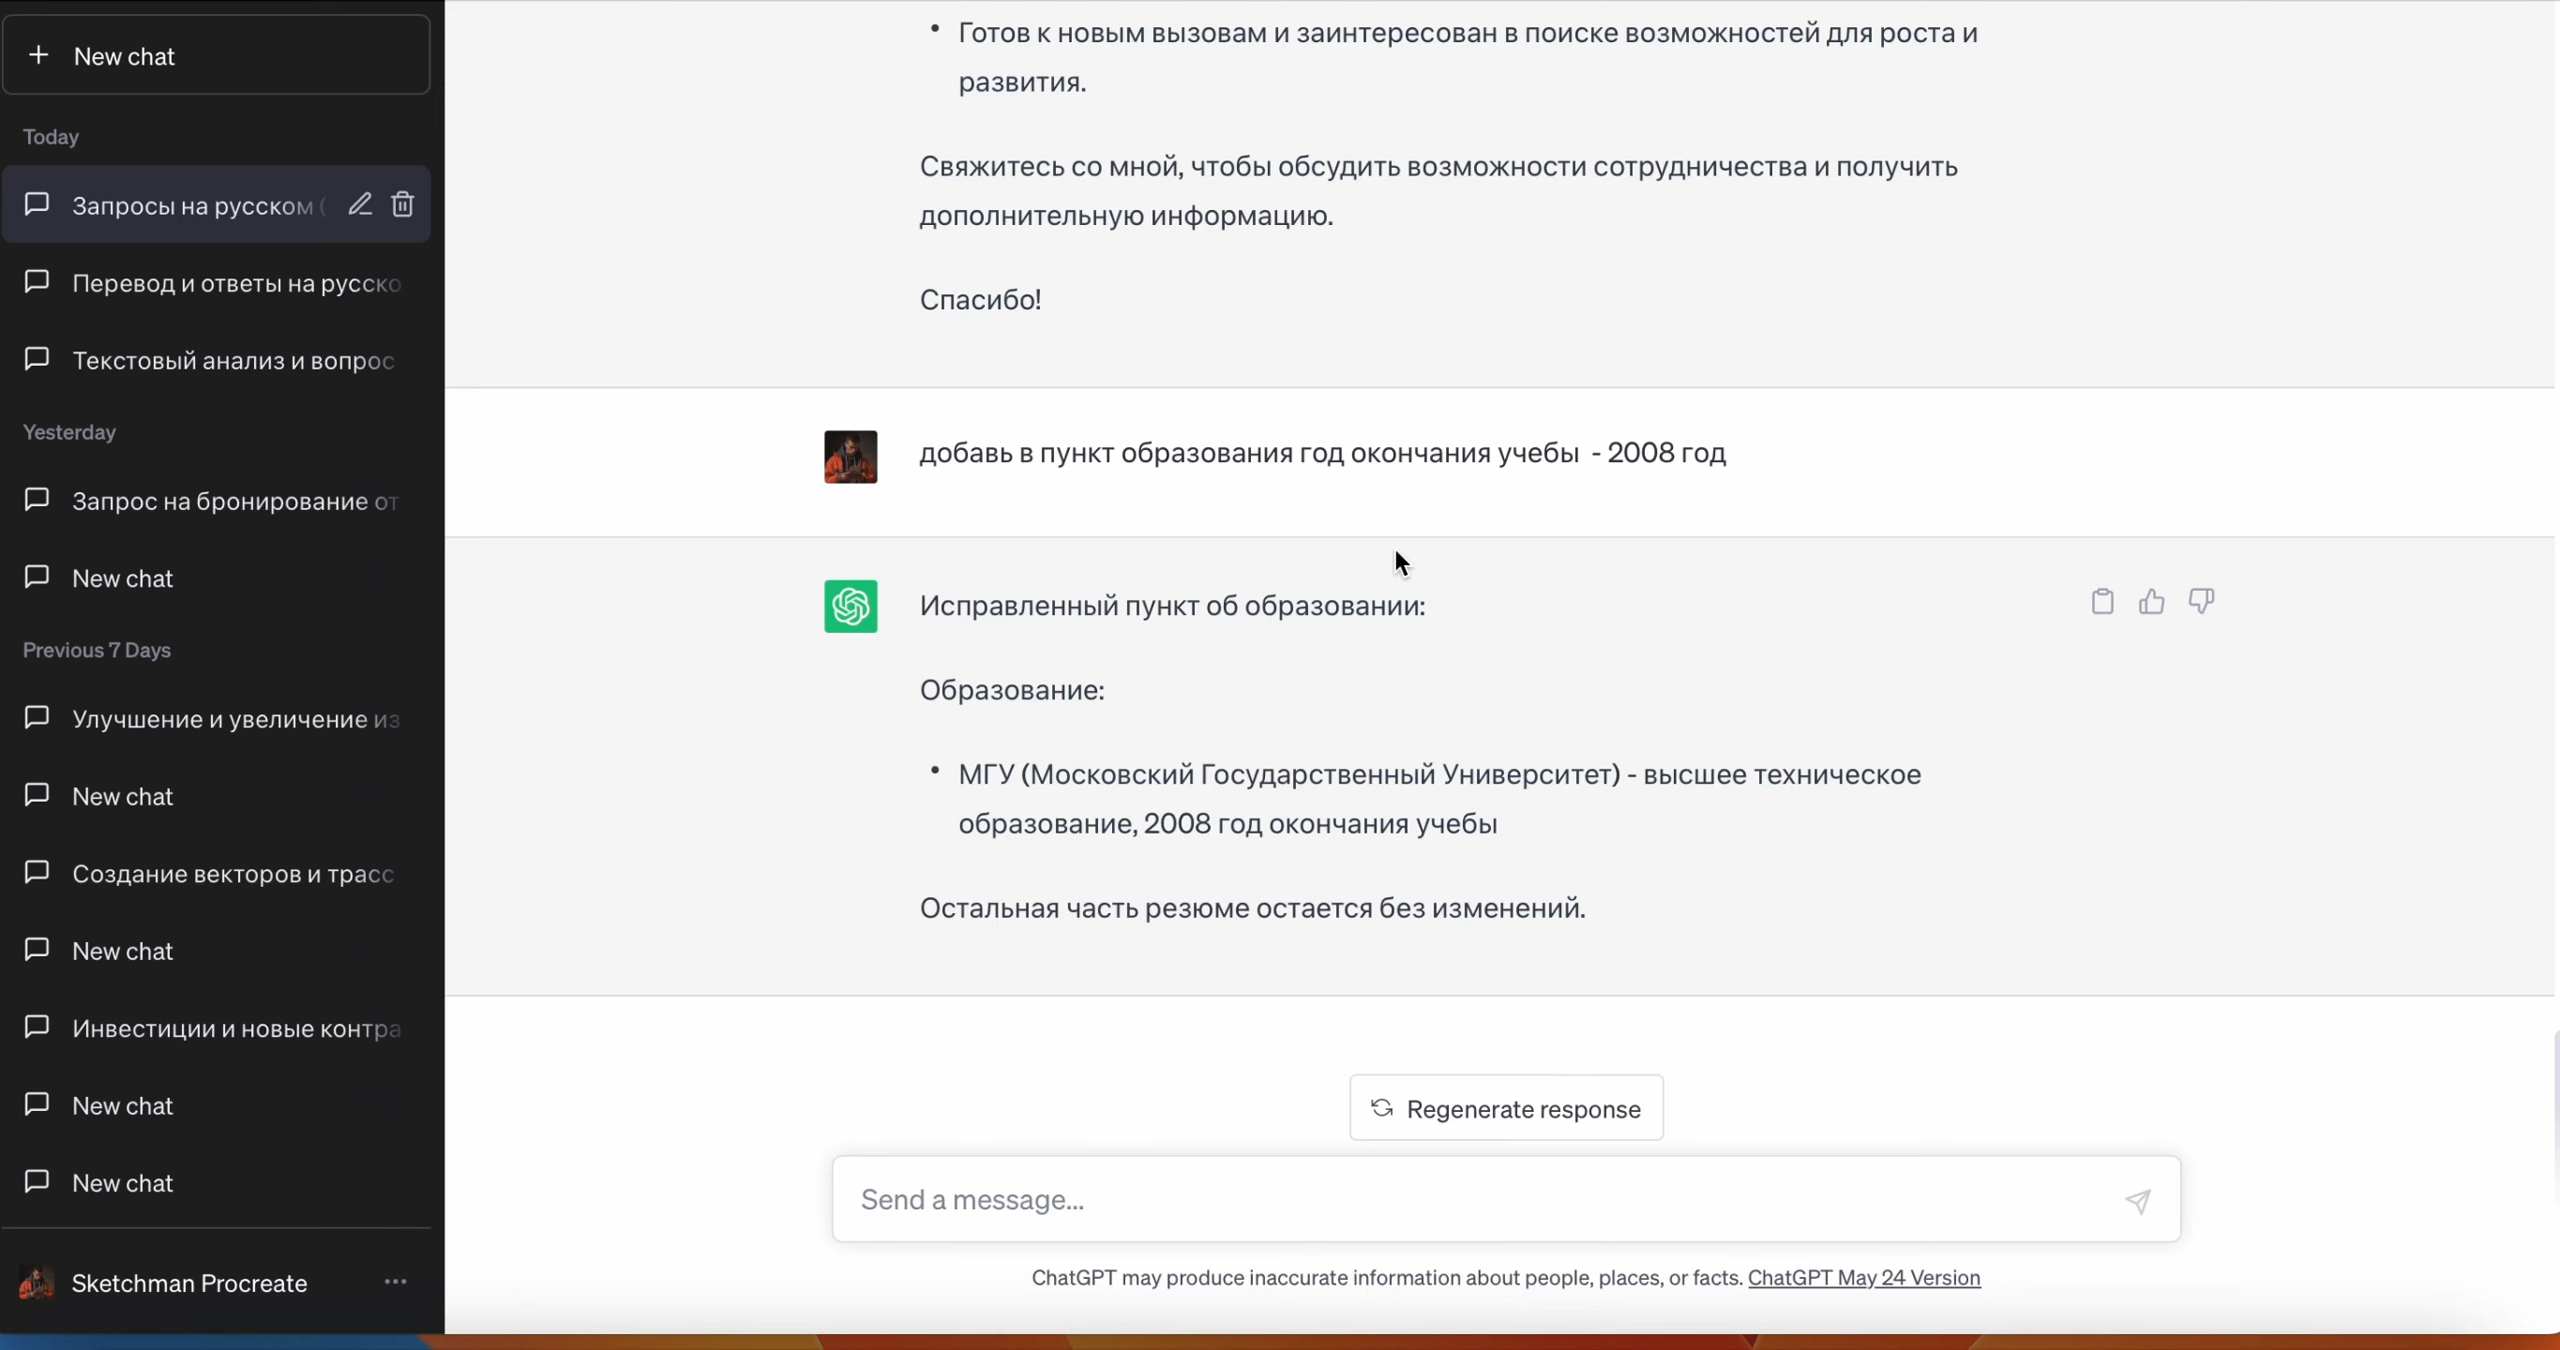 New chat
Today
Запросы на русском (
Перевод и ответы на русско
Текстовый анализ и вопрос
Yesterday
Запрос на бронирование от
New chat
Previous 7 Days
Улучшение и увеличение из
New chat
Создание векторов и трасс
New chat
Инвестиции и новые контра
New chat
New chat
Sketchman Procreate
• Готов к новым вызовам и заинтересован в поиске возможностей для роста и
развития.
Свяжитесь со мной, чтобы обсудить возможности сотрудничества и получить
дополнительную информацию.
Спасибо!
добавь в пункт образования год окончания учебы - 2008 год
Исправленный пункт об образовании:
Образование:
• МГУ (Московский Государственный Университет) - высшее техническое
образование, 2008 год окончания учебы
Остальная часть резюме остается без изменений.
Regenerate response
Send a message...
ChatGPT may produce inaccurate information about people, places, or facts. ChatGPT May 24 Version